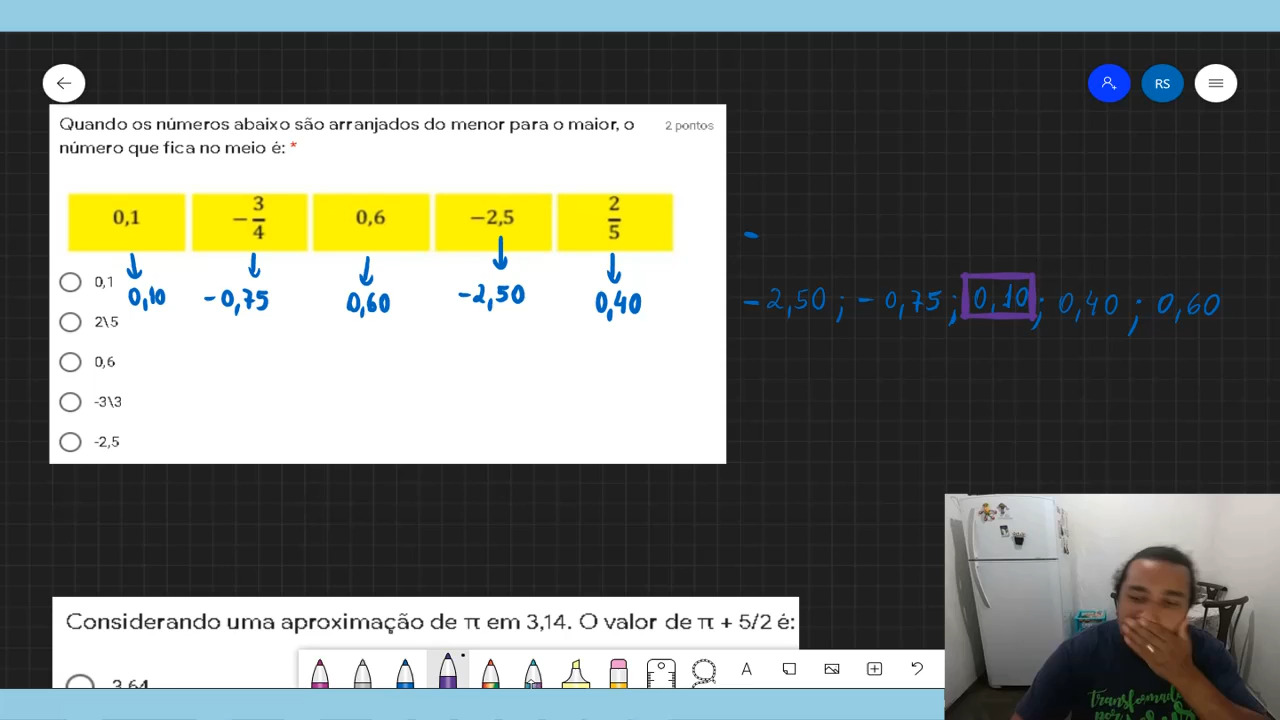 RS
Quando os números abaixo são arranjados do menor para o maior, o
número que fica no meio é: *
2 pontos
0,1 -3/4 0,6 -2,5 2/5
0,10 -0,75 0,60 -2,50 0,40
0,1
2\5
0,6
-3\3
-2,5
-
-2,50 ; -0,75 ; 0,10 ; 0,40 ; 0,60
Considerando uma aproximação de π em 3,14. O valor de π + 5/2 é:
3,64
A
transformado